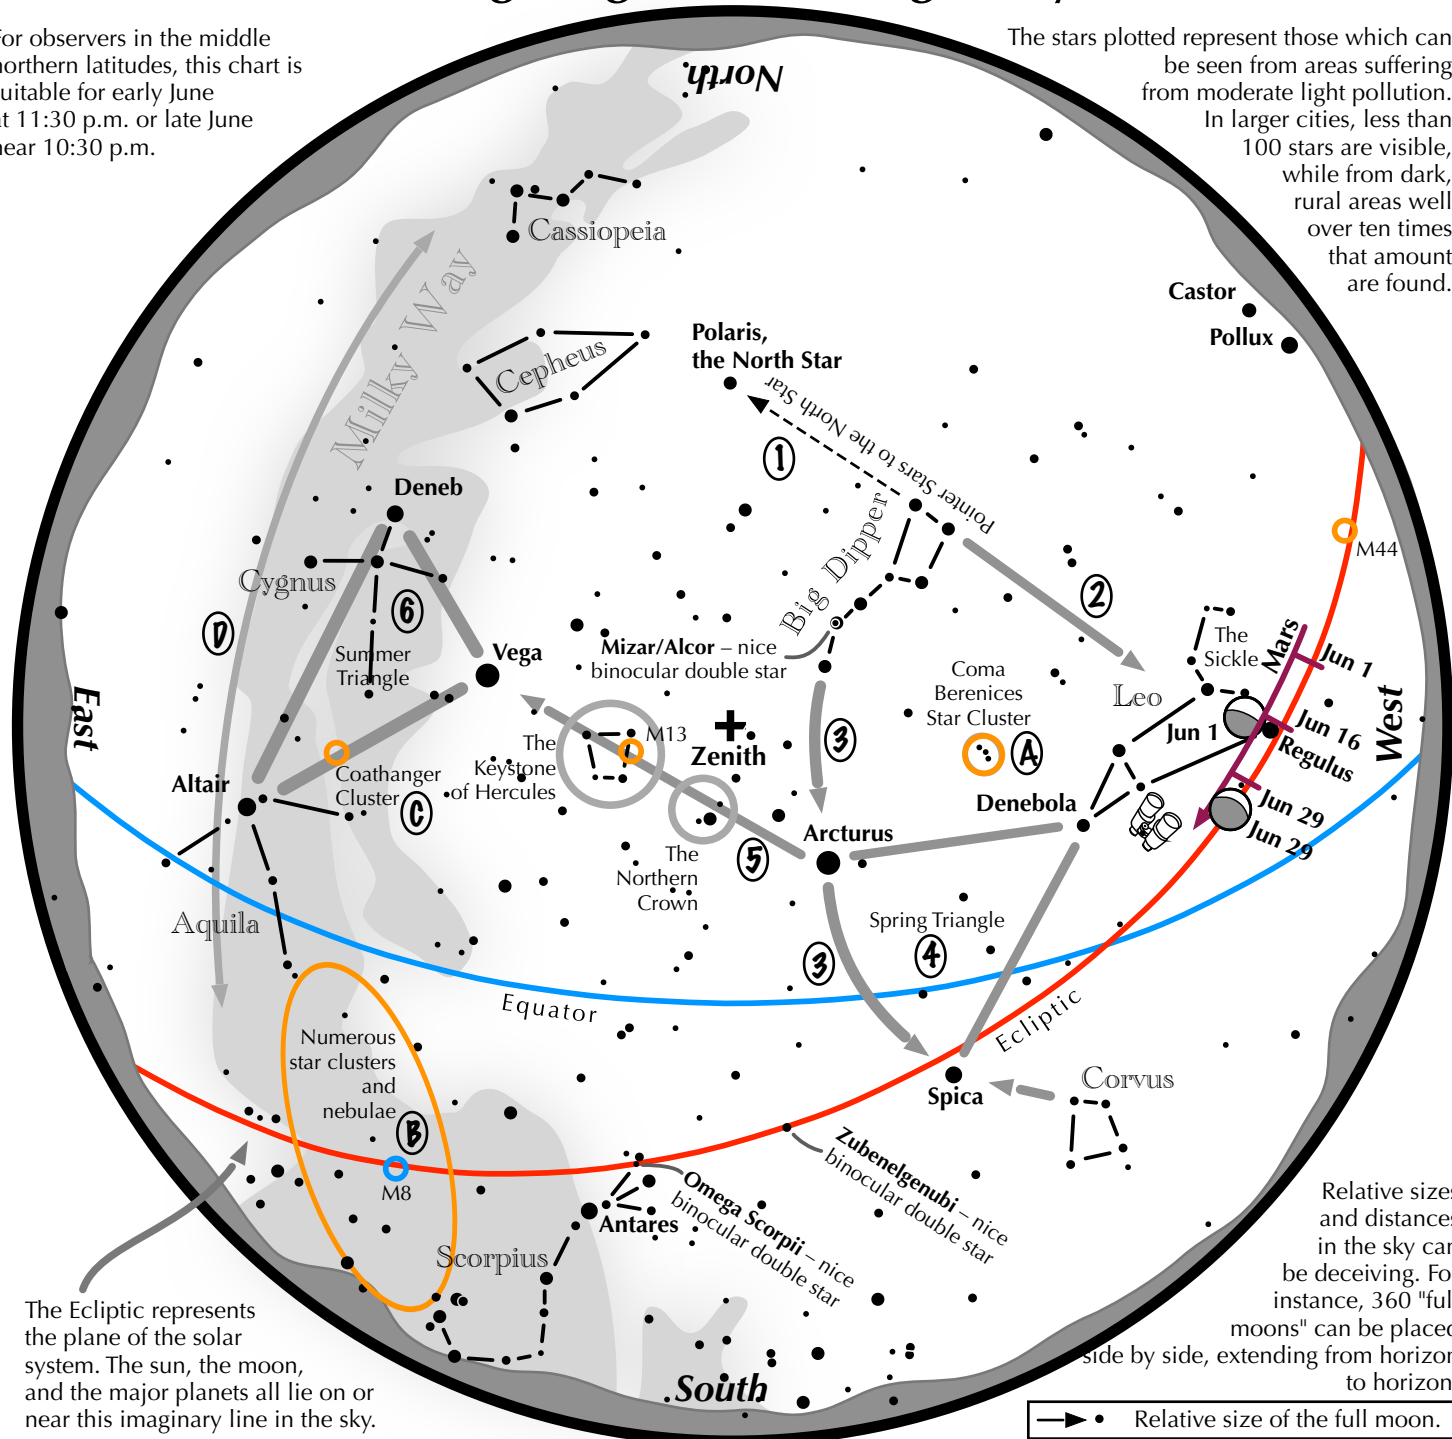 For observers in the middle
northern latitudes, this chart is
suitable for early June
at 11:30 p.m. or late June
near 10:30 p.m.
The stars plotted represent those which can
be seen from areas suffering
from moderate light pollution.
In larger cities, less than
100 stars are visible,
while from dark,
rural areas well
over ten times
that amount
are found.
North
Cassiopeia
Milky Way
Cepheus
Polaris,
the North Star
Castor
Pollux
Pointer Stars to the North Star
1
Deneb
Cygnus
6
D
Summer
Triangle
Vega
Big Dipper
Mizar/Alcor – nice
binocular double star
2
M44
The
Sickle
Mars
Jun 1
Jun 16
Regulus
Jun 29
Jun 29
Jun 1
Leo
West
East
Coma
Berenices
Star Cluster
A
3
Zenith
M13
The
Keystone
of Hercules
Altair
Coathanger
Cluster
C
Denebola
Arcturus
The
Northern
Crown
5
Aquila
Spring Triangle
4
3
Equator
Ecliptic
Numerous
star clusters
and
nebulae
B
M8
Spica
Corvus
Zubenelgenubi – nice
binocular double star
Omega Scorpii – nice
binocular double star
Antares
Scorpius
South
The Ecliptic represents
the plane of the solar
system. The sun, the moon,
and the major planets all lie on or
near this imaginary line in the sky.
Relative sizes
and distances
in the sky can
be deceiving. For
instance, 360 "full
moons" can be placed
side by side, extending from horizon
to horizon
Relative size of the full moon.